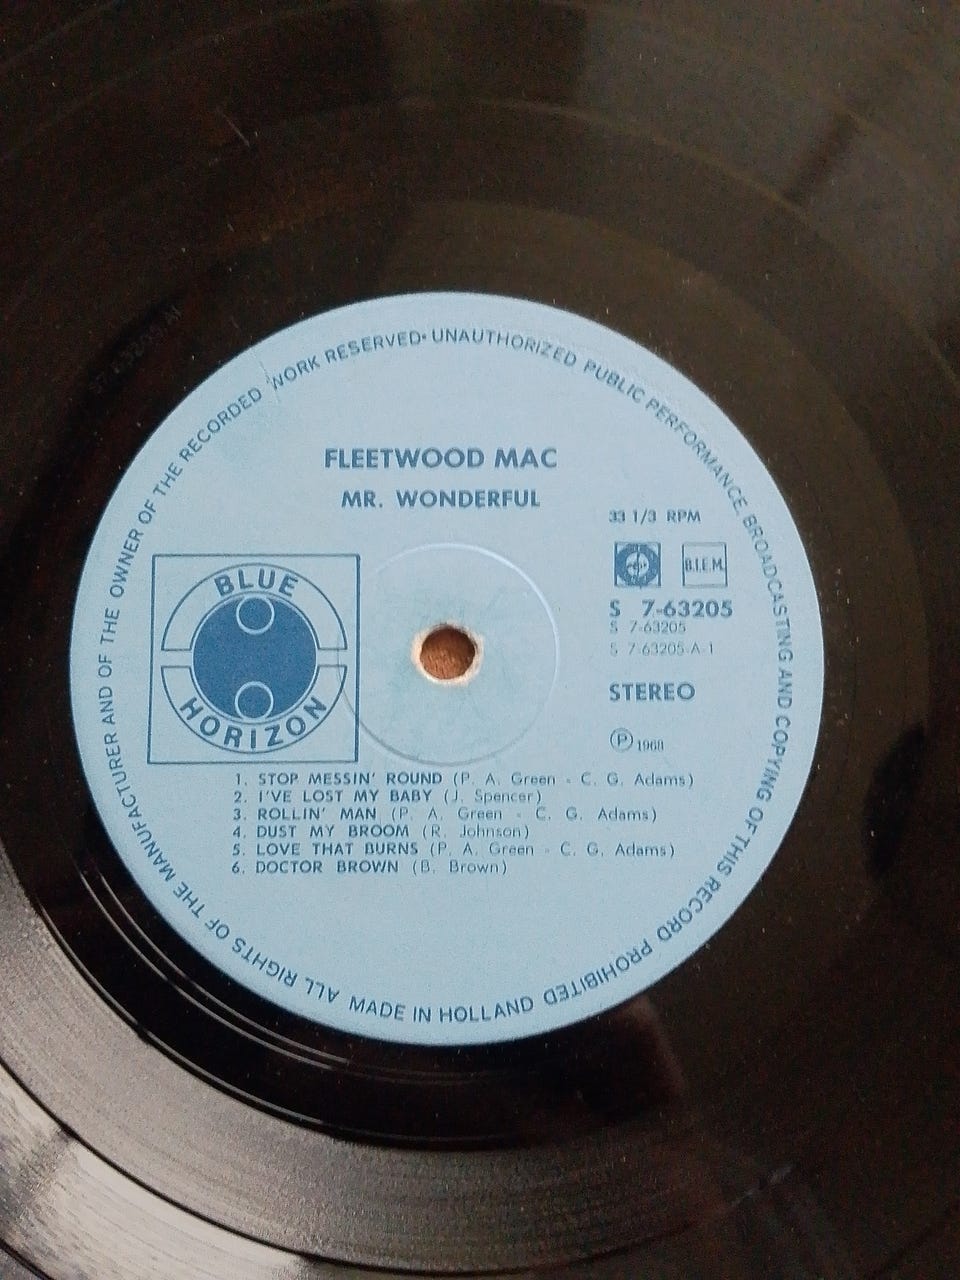 ALL RIGHTS OF THE MANUFACTURER AND OF THE OWNER OF THE RECORDED WORK RESERVED• UNAUTHORIZED PUBLIC PERFORMANCE, BROADCASTING AND COPYING OF THIS RECORD PROHIBITED
FLEETWOOD MAC
MR. WONDERFUL
33 1/3 RPM
B.I.E.M.
BLUE
HORIZON
S 7-63205
S 7-63205
S 7-63205-A-1
STEREO
Ⓟ 1968
1. STOP MESSIN' ROUND (P. A. Green - C. G. Adams)
2. I'VE LOST MY BABY (J. Spencer)
3. ROLLIN' MAN (P. A. Green - C. G. Adams)
4. DUST MY BROOM (R. Johnson)
5. LOVE THAT BURNS (P. A. Green - C. G. Adams)
6. DOCTOR BROWN (B. Brown)
MADE IN HOLLAND